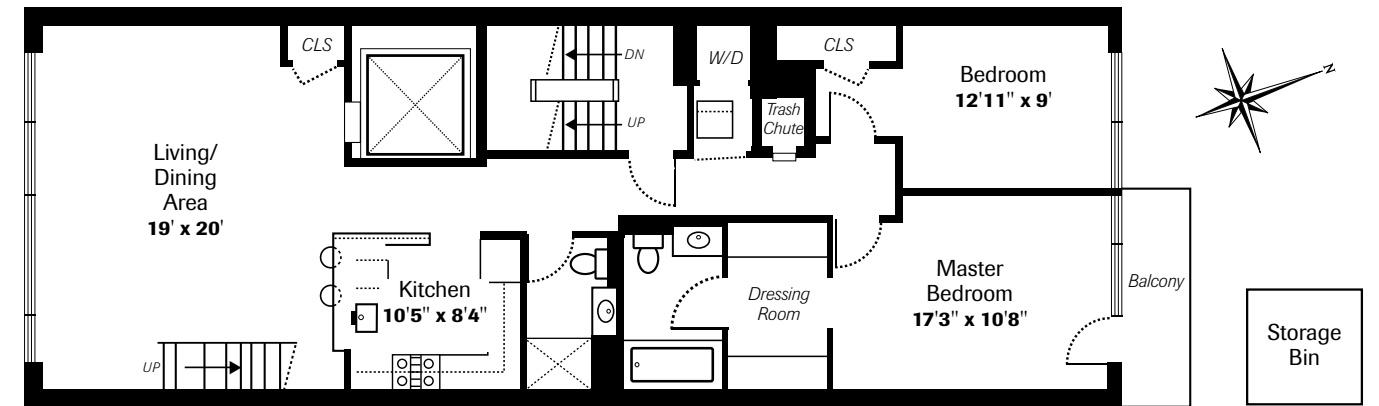 CLS
DN
UP
W/D
Trash
Chute
CLS
Bedroom
12'11" x 9'
N
Living/
Dining
Area
19' x 20'
Kitchen
10'5" x 8'4"
Dressing
Room
Master
Bedroom
17'3" x 10'8"
Balcony
Storage
Bin
UP